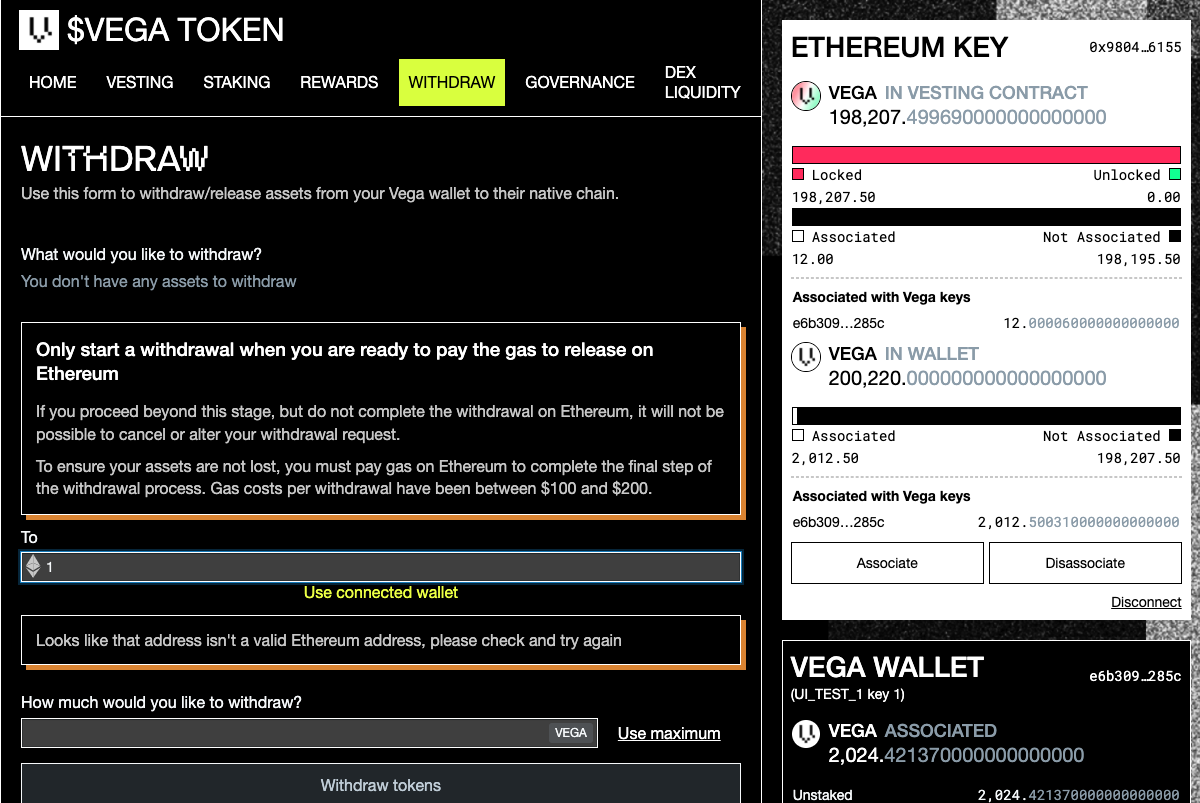 $VEGA TOKEN
HOME VESTING STAKING REWARDS WITHDRAW GOVERNANCE DEX LIQUIDITY
WITHDRAW
Use this form to withdraw/release assets from your Vega wallet to their native chain.
What would you like to withdraw?
You don't have any assets to withdraw
Only start a withdrawal when you are ready to pay the gas to release on
Ethereum
If you proceed beyond this stage, but do not complete the withdrawal on Ethereum, it will not be
possible to cancel or alter your withdrawal request.
To ensure your assets are not lost, you must pay gas on Ethereum to complete the final step of
the withdrawal process. Gas costs per withdrawal have been between $100 and $200.
To
1
Use connected wallet
Looks like that address isn't a valid Ethereum address, please check and try again
How much would you like to withdraw?
VEGA Use maximum
Withdraw tokens
ETHEREUM KEY 0x9804…6155
VEGA IN VESTING CONTRACT
198,207.499690000000000000
Locked Unlocked
198,207.50 0.00
Associated Not Associated
12.00 198,195.50
Associated with Vega keys
e6b309…285c 12.000060000000000000
VEGA IN WALLET
200,220.000000000000000000
Associated Not Associated
2,012.50 198,207.50
Associated with Vega keys
e6b309…285c 2,012.500310000000000000
Associate Disassociate
Disconnect
VEGA WALLET e6b309…285c
(UI_TEST_1 key 1)
VEGA ASSOCIATED
2,024.421370000000000000
Unstaked 2,024.421370000000000000